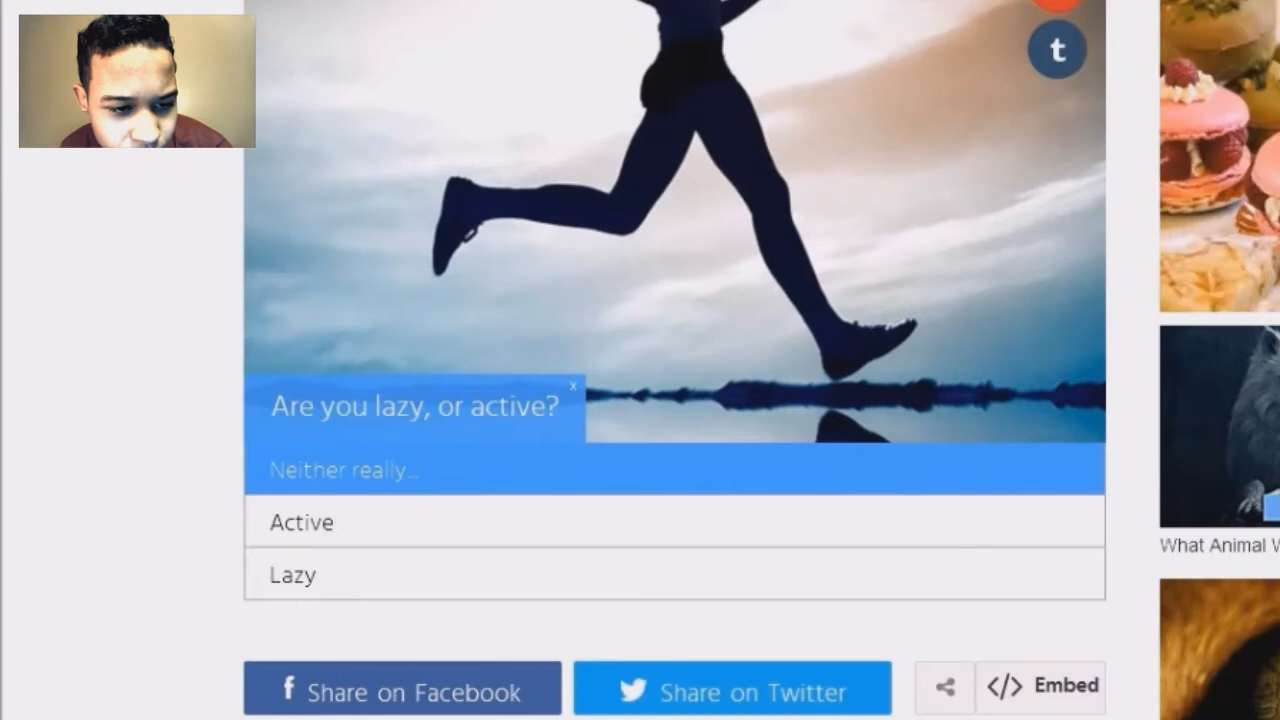 t
x
Are you lazy, or active?
Neither really...
Active
Lazy
What Animal W
f Share on Facebook
Share on Twitter
</> Embed